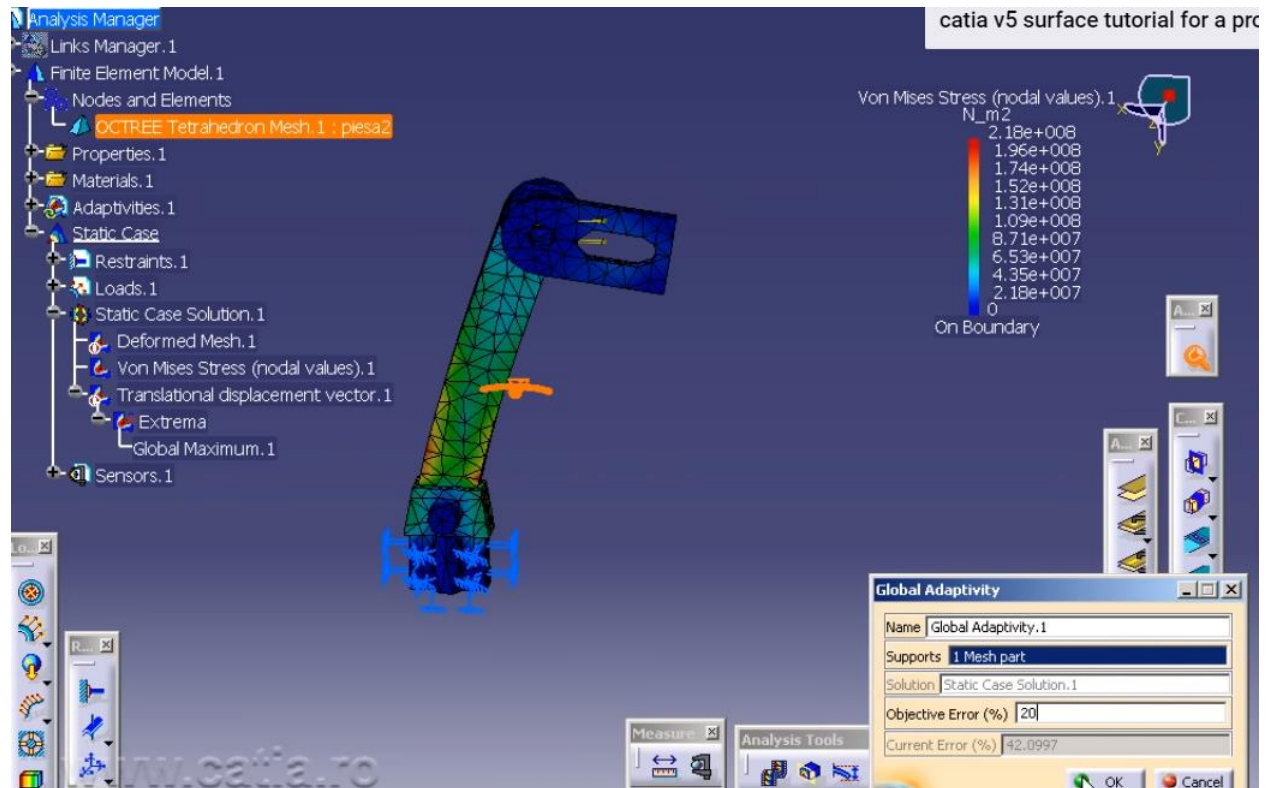 Analysis Manager
Links Manager.1
Finite Element Model.1
Nodes and Elements
OCTREE Tetrahedron Mesh.1 : piesa2
Properties.1
Materials.1
Adaptivities.1
Static Case
Restraints.1
Loads.1
Static Case Solution.1
Deformed Mesh.1
Von Mises Stress (nodal values).1
Translational displacement vector.1
Extrema
Global Maximum.1
Sensors.1
catia v5 surface tutorial for a pro
Von Mises Stress (nodal values).1
N_m2
2.18e+008
1.96e+008
1.74e+008
1.52e+008
1.31e+008
1.09e+008
8.71e+007
6.53e+007
4.35e+007
2.18e+007
0
On Boundary
x
z
y
A...
C...
A...
Lo...
R...
Measure
Analysis Tools
Global Adaptivity
Name Global Adaptivity.1
Supports 1 Mesh part
Solution Static Case Solution.1
Objective Error (%) 20
Current Error (%) 42.0997
OK Cancel
www.catia.ro